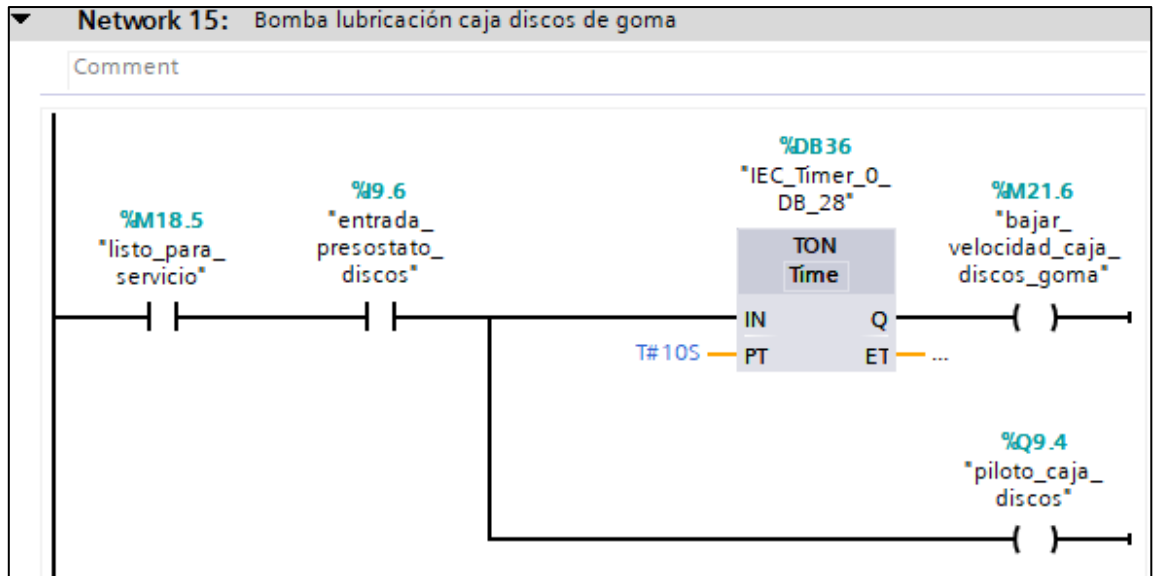 Network 15: Bomba lubricación caja discos de goma
Comment
%M18.5
"listo_para_
servicio"
%I9.6
"entrada_
presostato_
discos"
%DB36
"IEC_Timer_0_
DB_28"
TON
Time
IN Q
T#10S PT ET ...
%M21.6
"bajar_
velocidad_caja_
discos_goma"
%Q9.4
"piloto_caja_
discos"